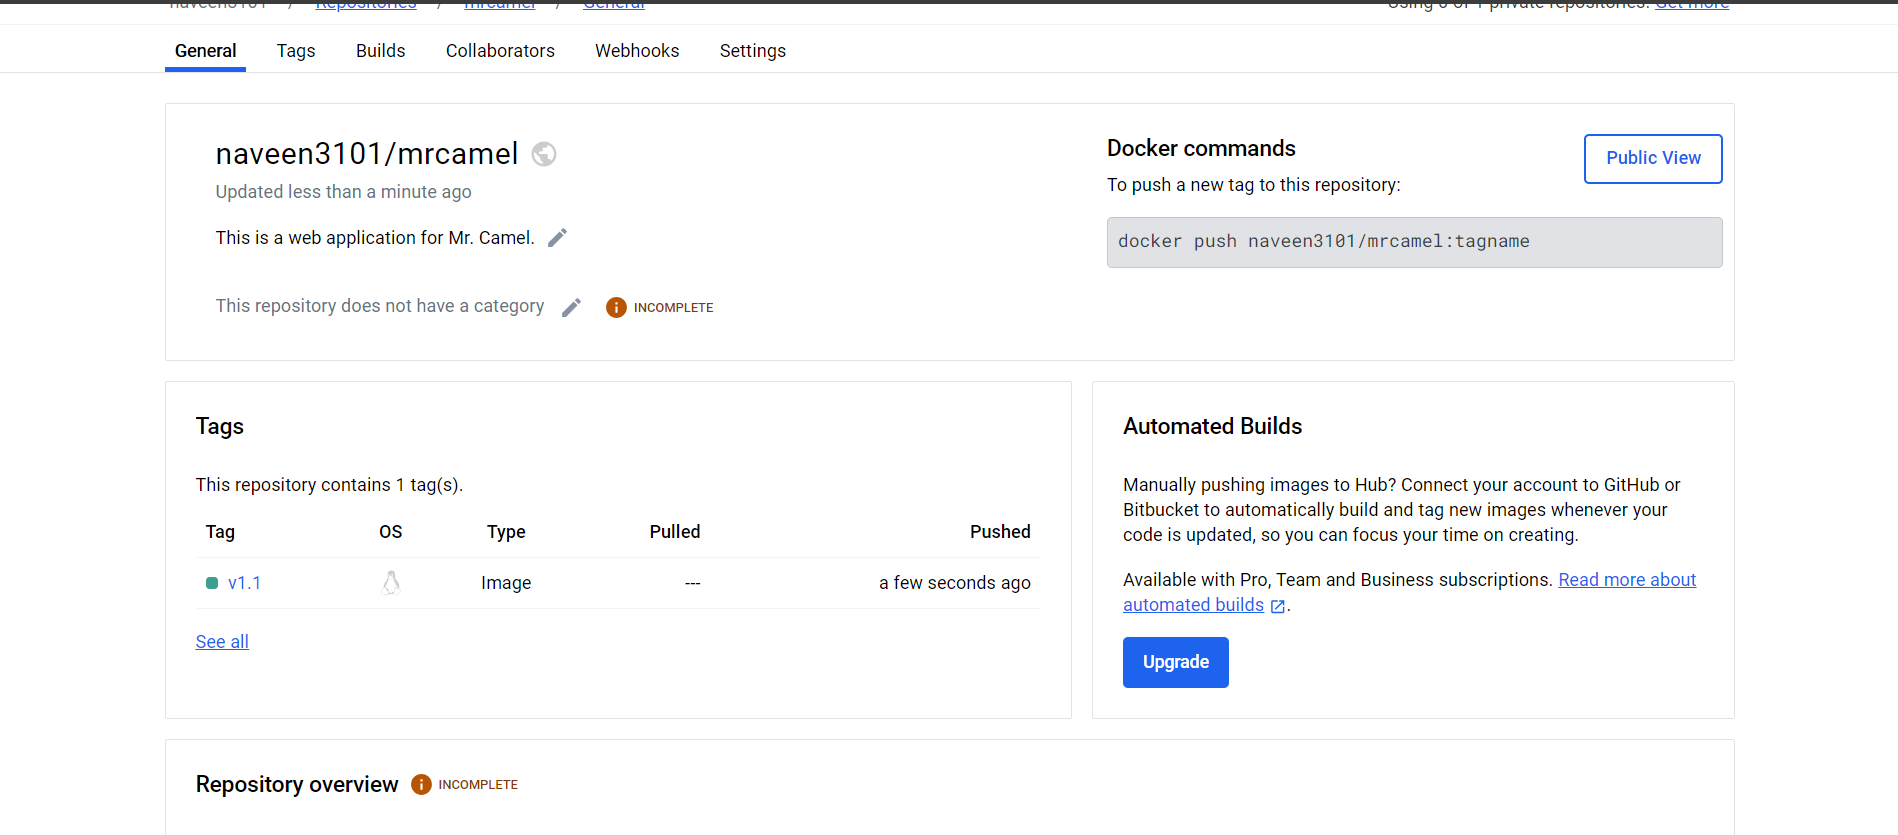 naveen3101 / Repositories / mrcamel / General
Using 0 of 1 private repositories. Get more
General Tags Builds Collaborators Webhooks Settings
naveen3101/mrcamel
Updated less than a minute ago
This is a web application for Mr. Camel.
This repository does not have a category
INCOMPLETE
Docker commands
Public View
To push a new tag to this repository:
docker push naveen3101/mrcamel:tagname
Tags
This repository contains 1 tag(s).
Tag OS Type Pulled Pushed
v1.1 Image --- a few seconds ago
See all
Automated Builds
Manually pushing images to Hub? Connect your account to GitHub or
Bitbucket to automatically build and tag new images whenever your
code is updated, so you can focus your time on creating.
Available with Pro, Team and Business subscriptions. Read more about
automated builds .
Upgrade
Repository overview INCOMPLETE